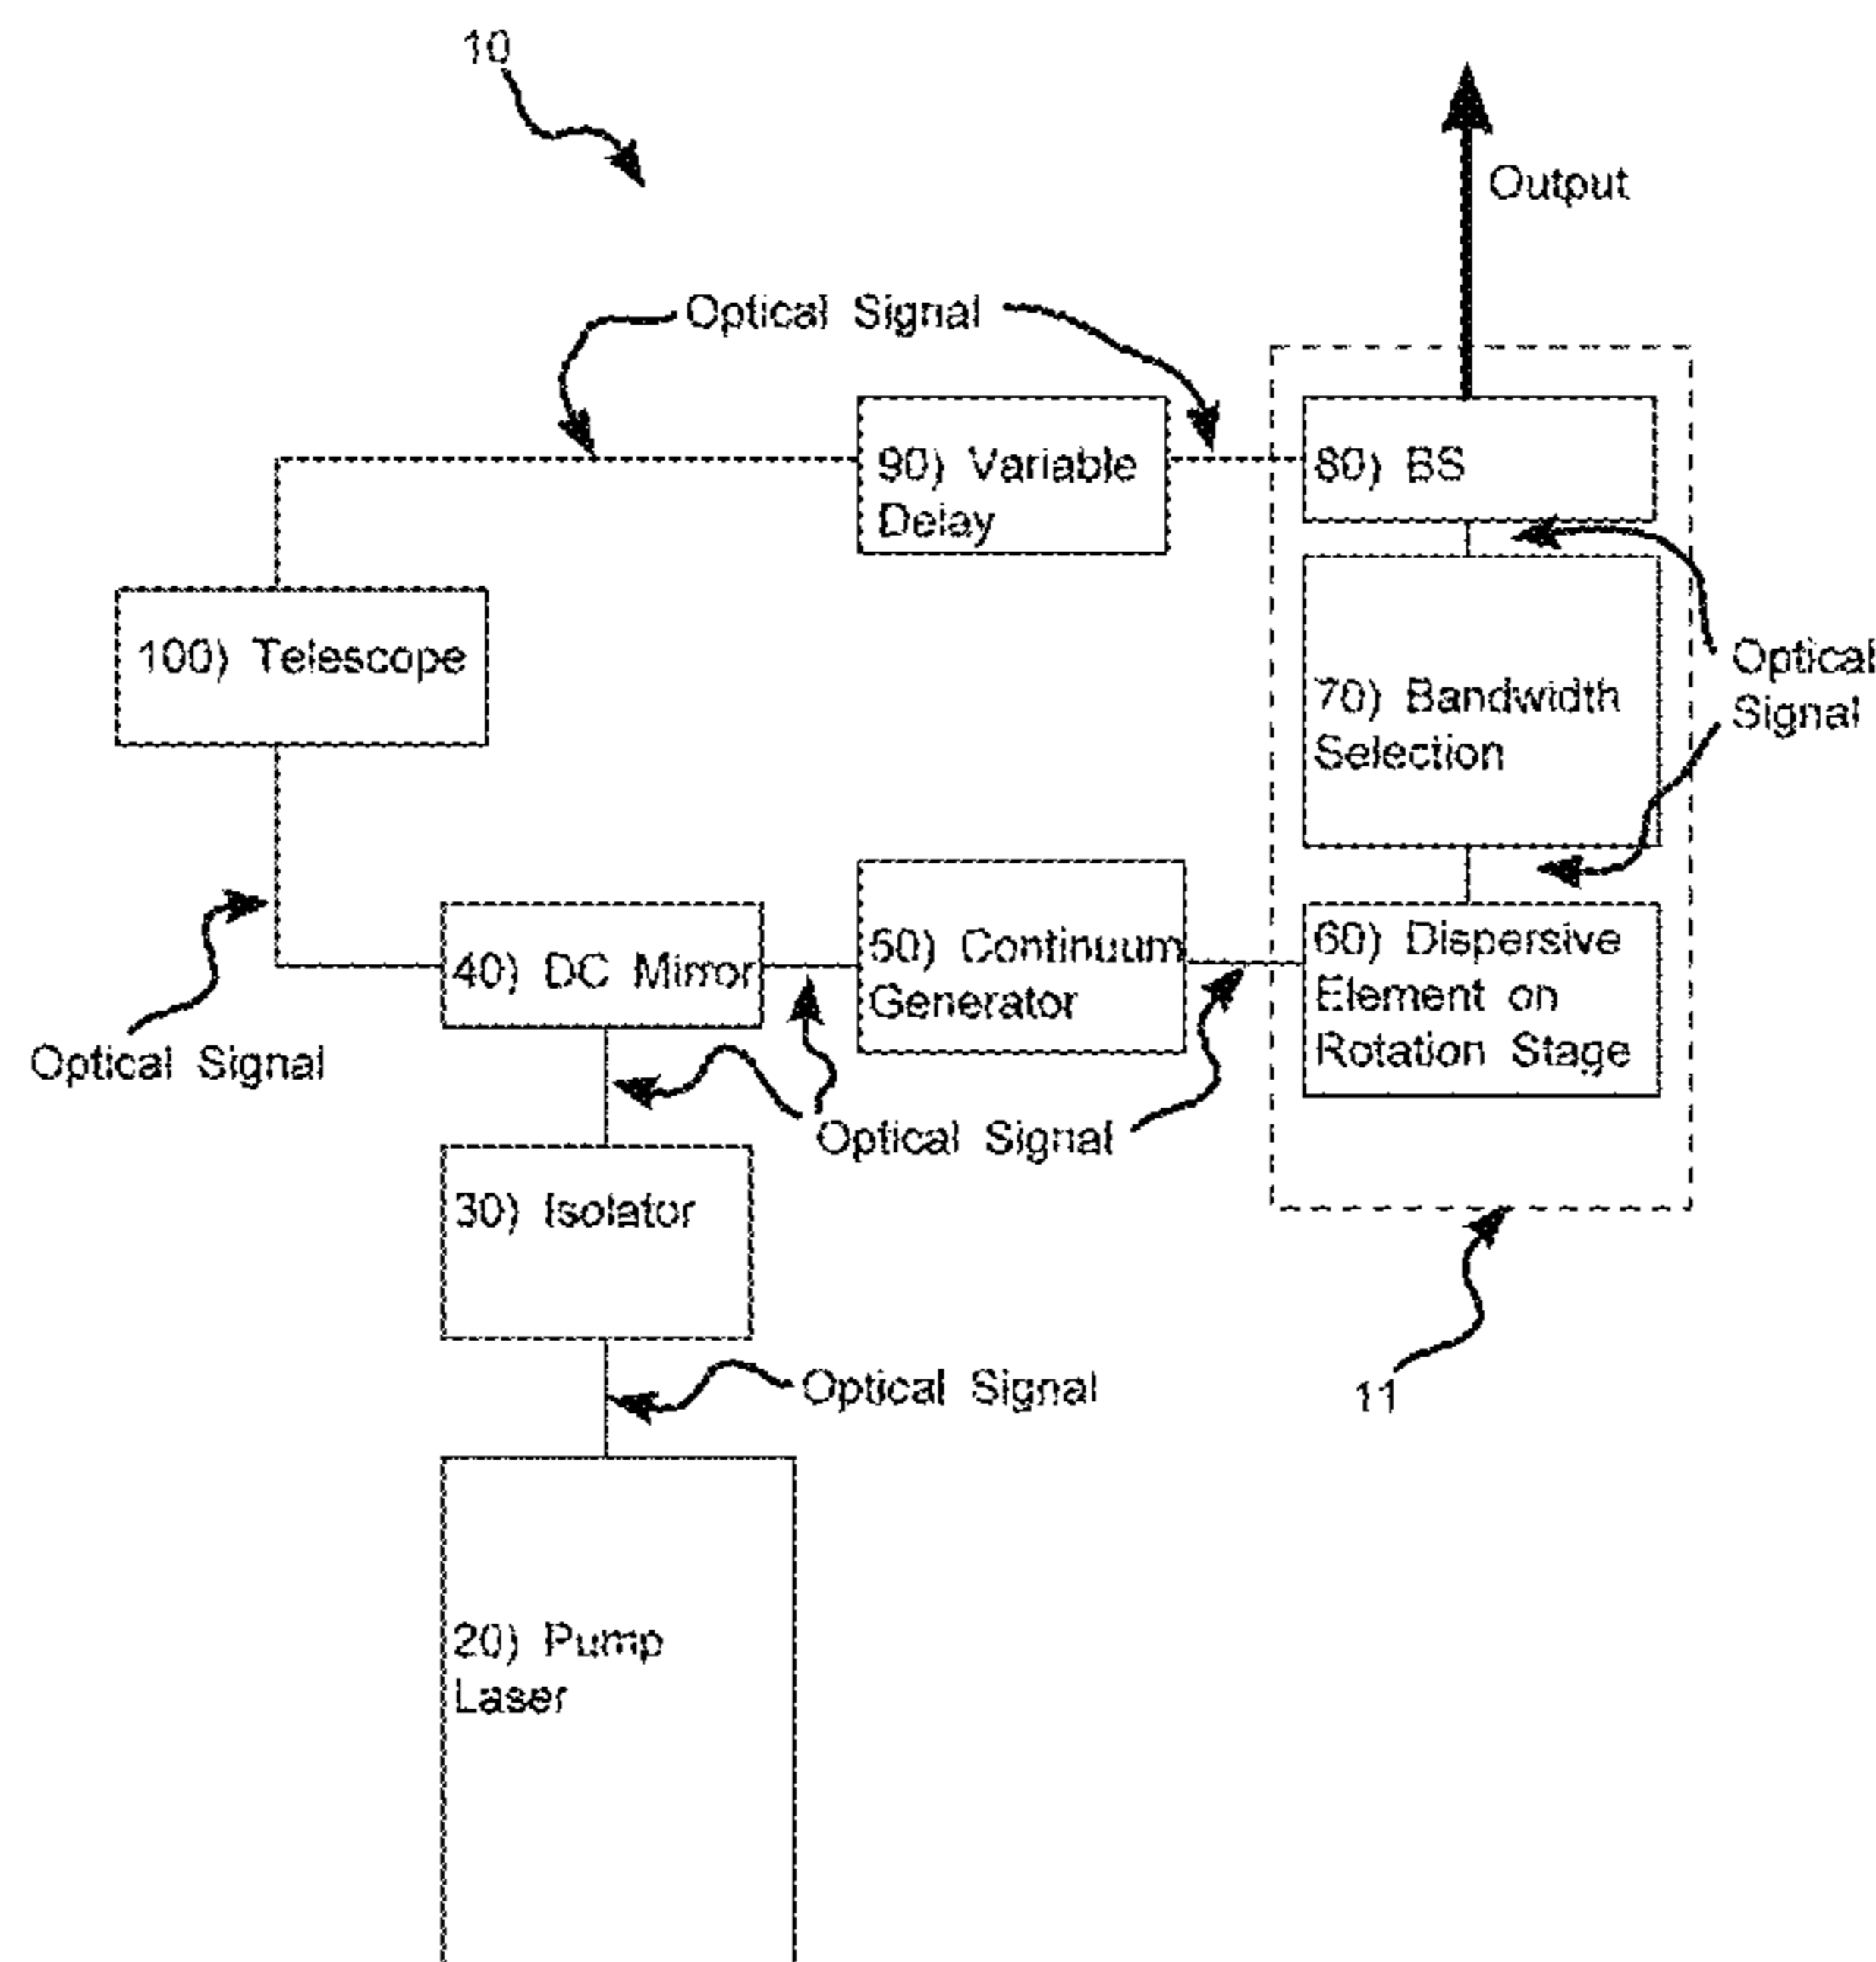 10
Output
Optical Signal
90) Variable
Delay
80) BS
100) Telescope
Optical
Signal
70) Bandwidth
Selection
40) DC Mirror
50) Continuum
Generator
60) Dispersive
Element on
Rotation Stage
Optical Signal
Optical Signal
30) Isolator
Optical Signal
11
20) Pump
Laser